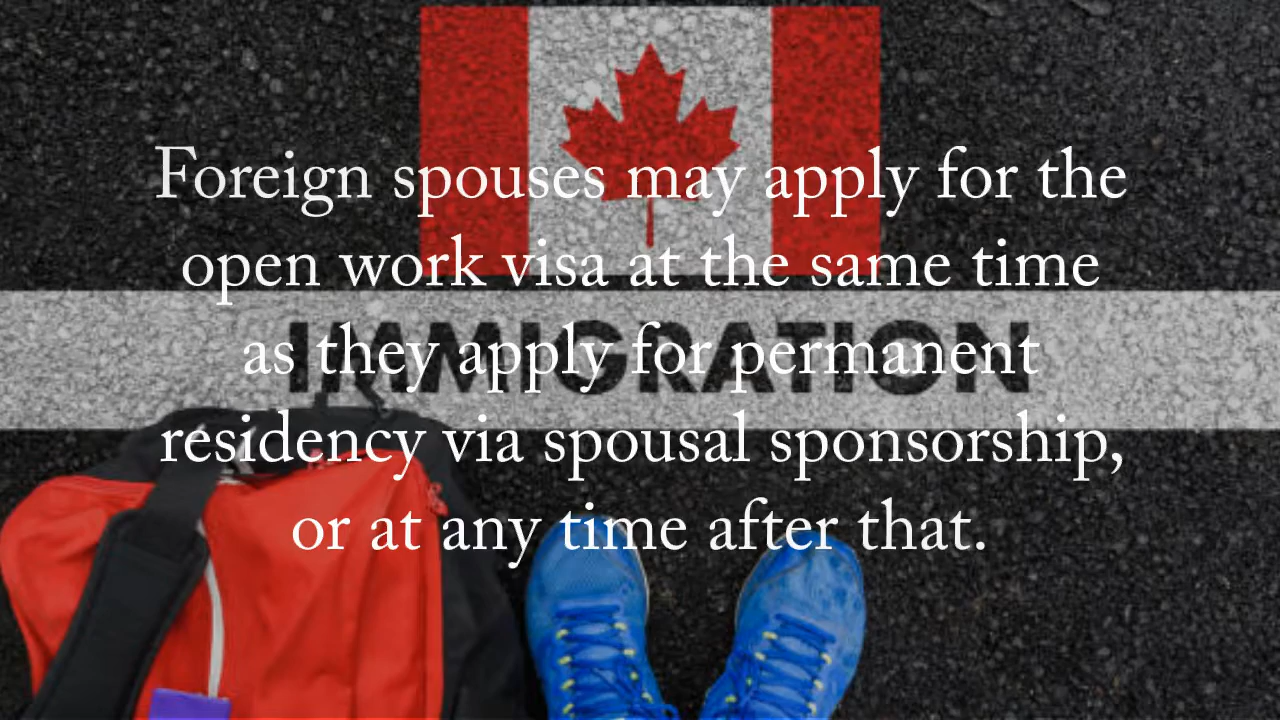 Foreign spouses may apply for the
open work visa at the same time
IMMIGRATION
as they apply for permanent
residency via spousal sponsorship,
or at any time after that.